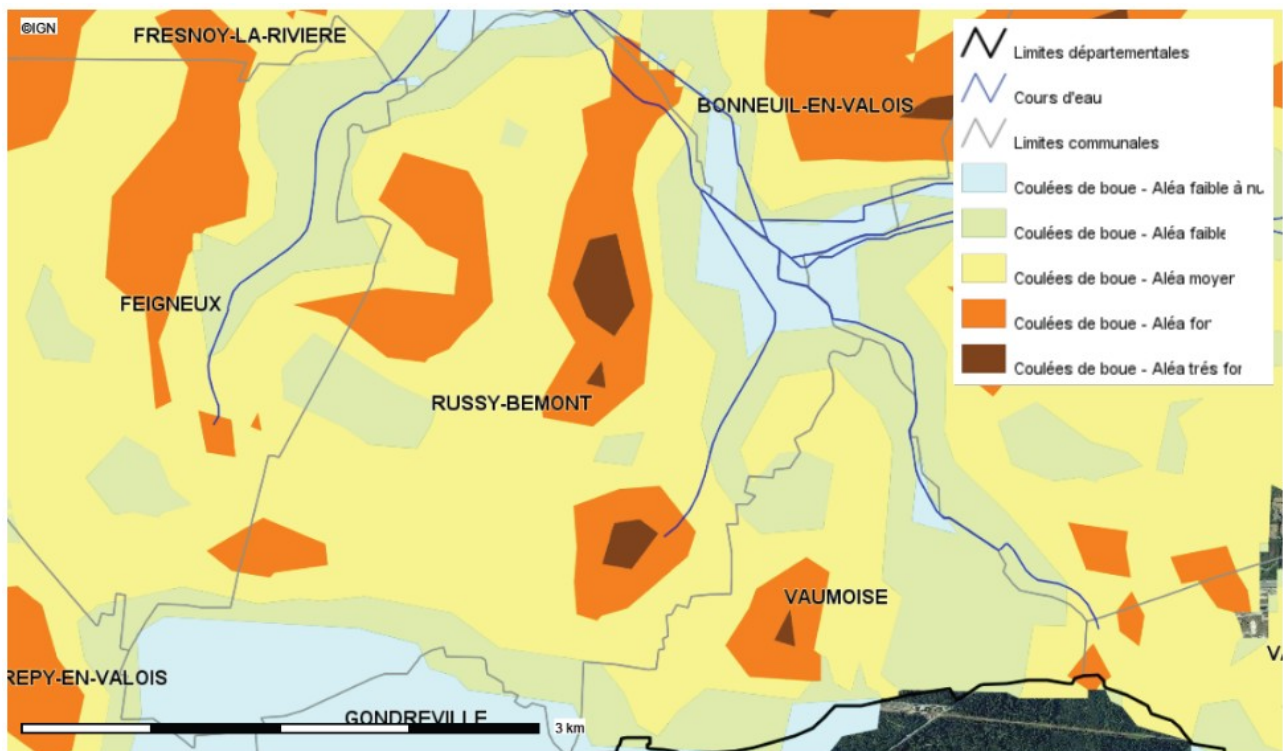 ©IGN
FRESNOY-LA-RIVIERE
BONNEUIL-EN-VALOIS
FEIGNEUX
RUSSY-BEMONT
VAUMOISE
REPY-EN-VALOIS
GONDREVILLE
VA
3 km
Limites départementales
Cours d'eau
Limites communales
Coulées de boue - Aléa faible à nu
Coulées de boue - Aléa faible
Coulées de boue - Aléa moyen
Coulées de boue - Aléa for
Coulées de boue - Aléa trés for